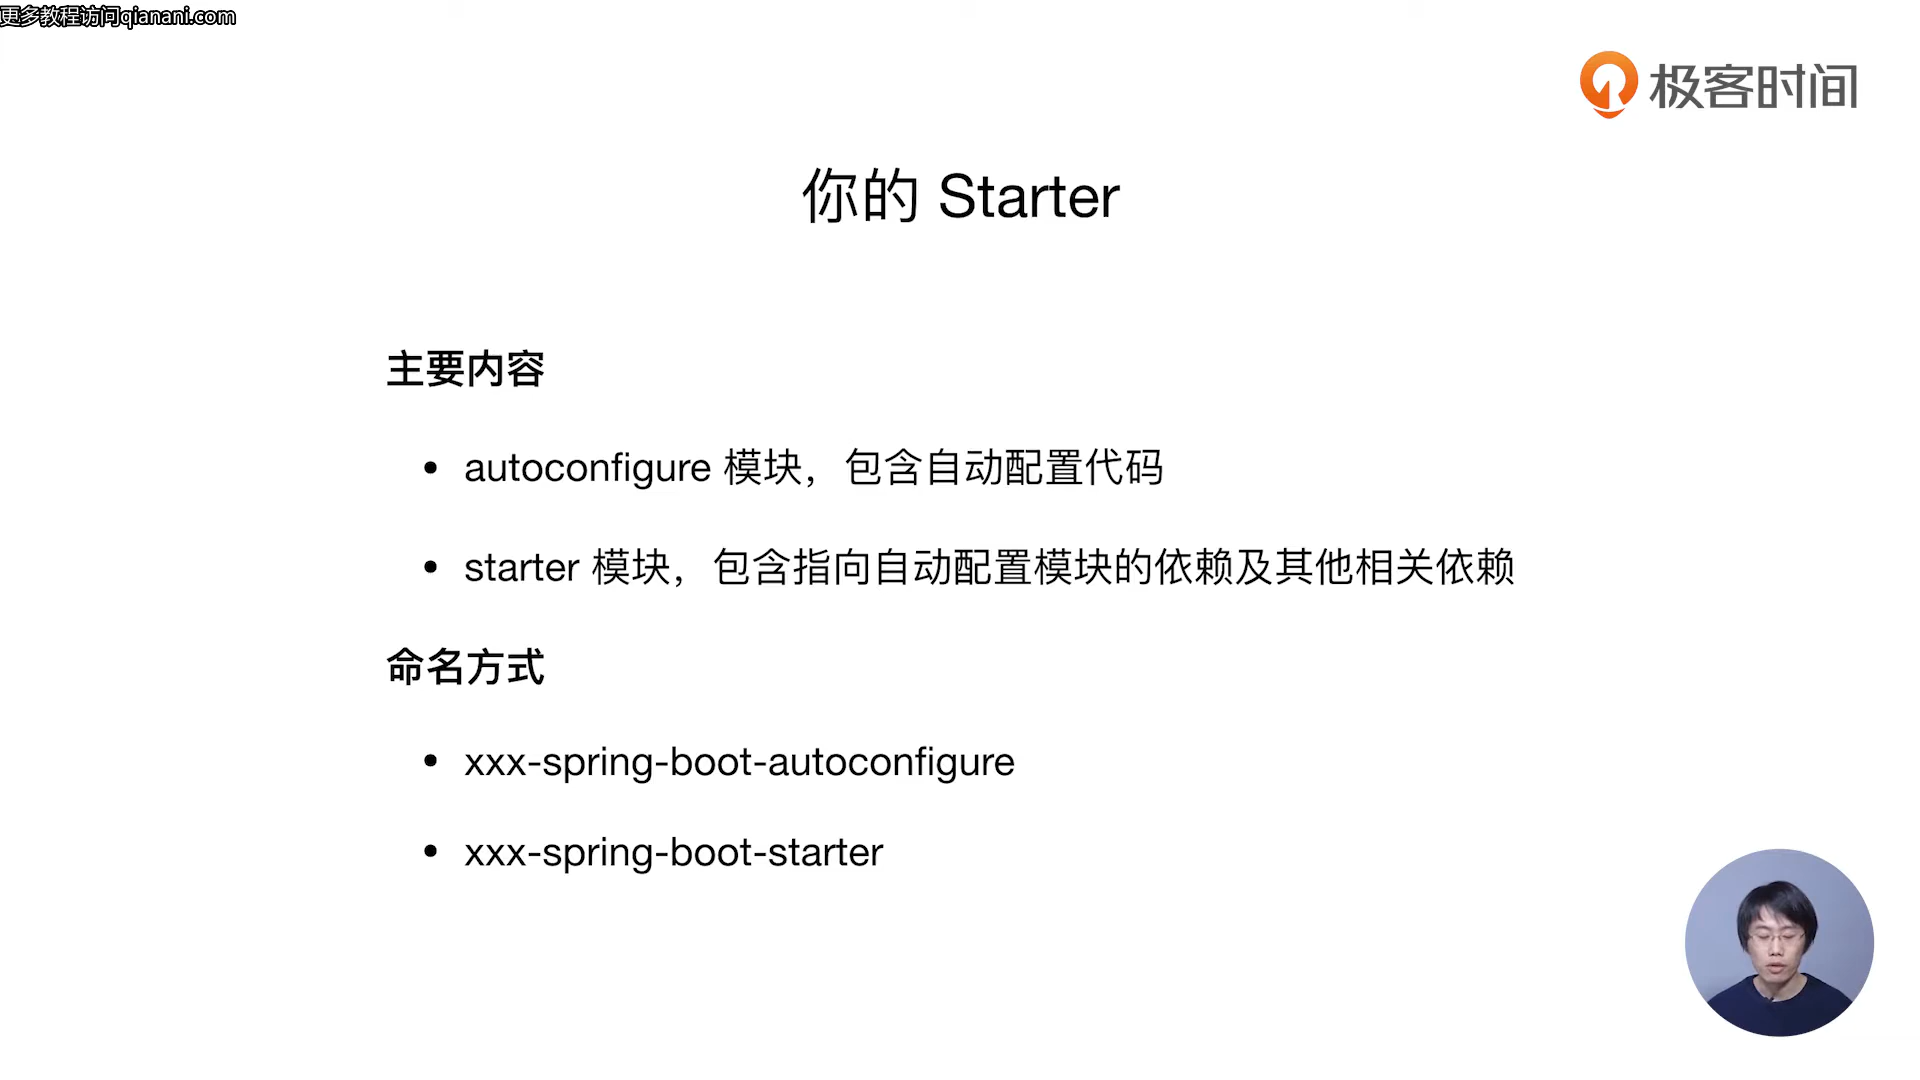 更多教程访问qianani.com
极客时间
你的 Starter
主要内容
• autoconfigure 模块，包含自动配置代码
• starter 模块，包含指向自动配置模块的依赖及其他相关依赖
命名方式
• xxx-spring-boot-autoconfigure
• xxx-spring-boot-starter